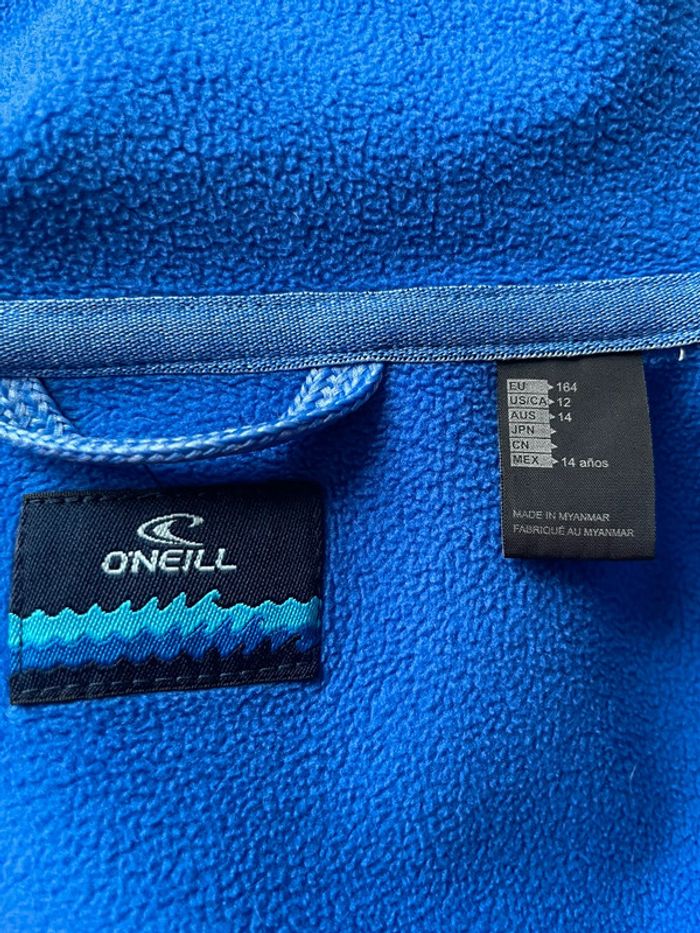 O'NEILL
EU 164
US/CA 12
AUS 14
JPN
CN
MEX 14 años
MADE IN MYANMAR
FABRIQUÉ AU MYANMAR